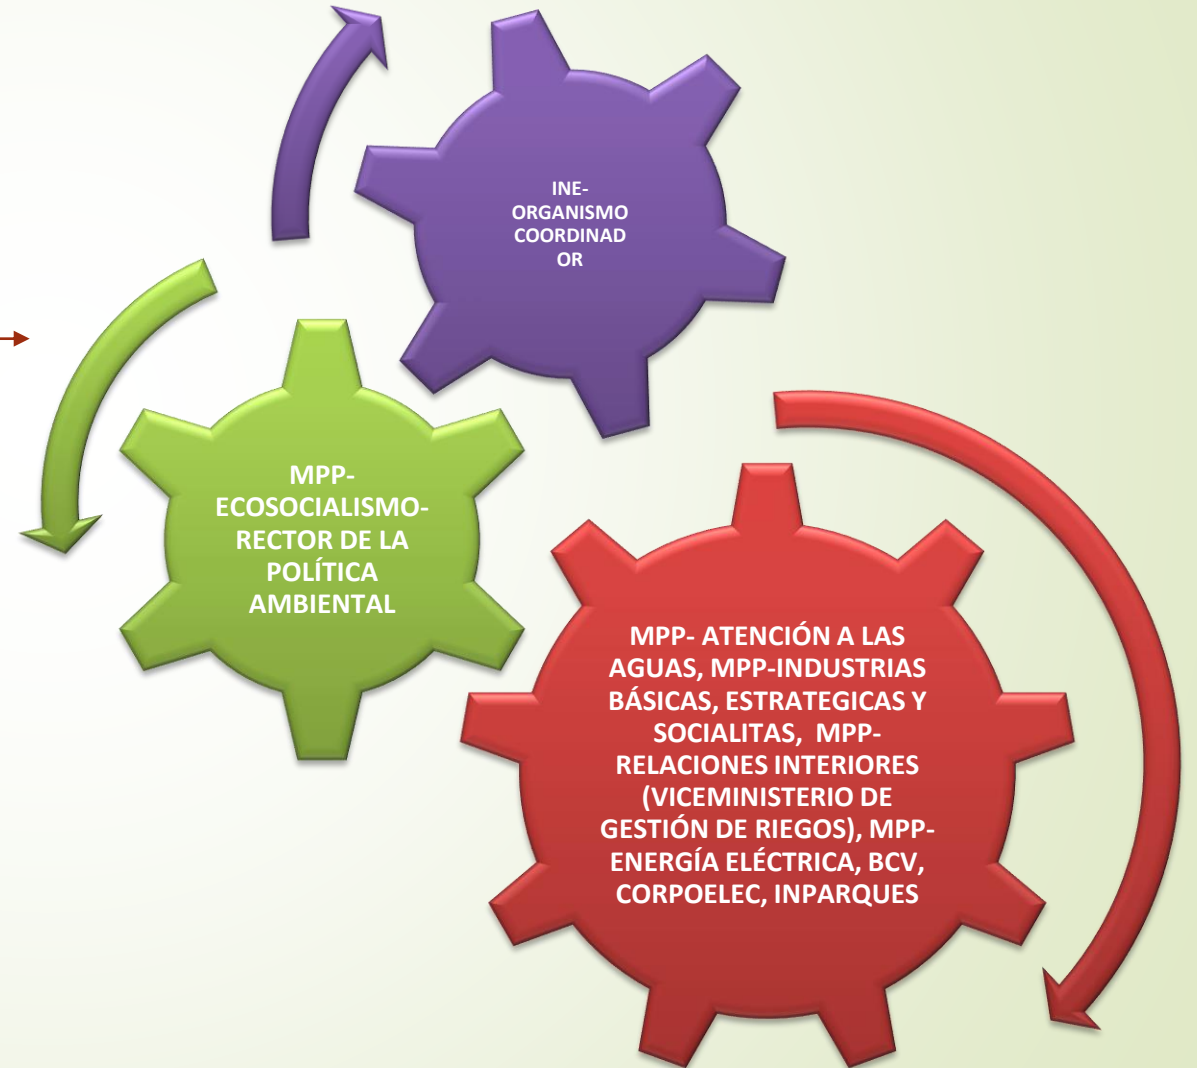 INE-
ORGANISMO
COORDINAD
OR
MPP-
ECOSOCIALISMO-
RECTOR DE LA
POLÍTICA
AMBIENTAL
MPP- ATENCIÓN A LAS
AGUAS, MPP-INDUSTRIAS
BÁSICAS, ESTRATEGICAS Y
SOCIALITAS, MPP-
RELACIONES INTERIORES
(VICEMINISTERIO DE
GESTIÓN DE RIEGOS), MPP-
ENERGÍA ELÉCTRICA, BCV,
CORPOELEC, INPARQUES